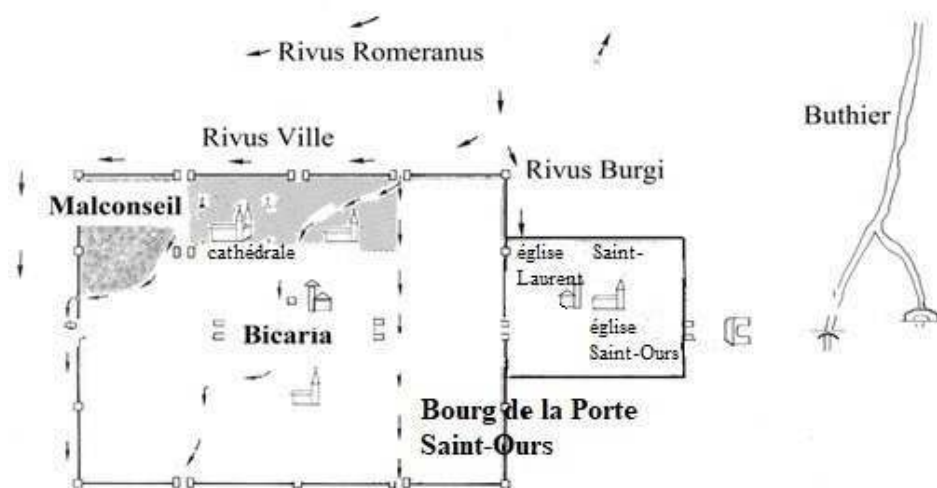 Rivus Romeranus
Buthier
Rivus Ville
Rivus Burgi
Malconseil
cathédrale
église Saint-
Laurent
Bicaria
église
Saint-Ours
Bourg de la Porte
Saint-Ours